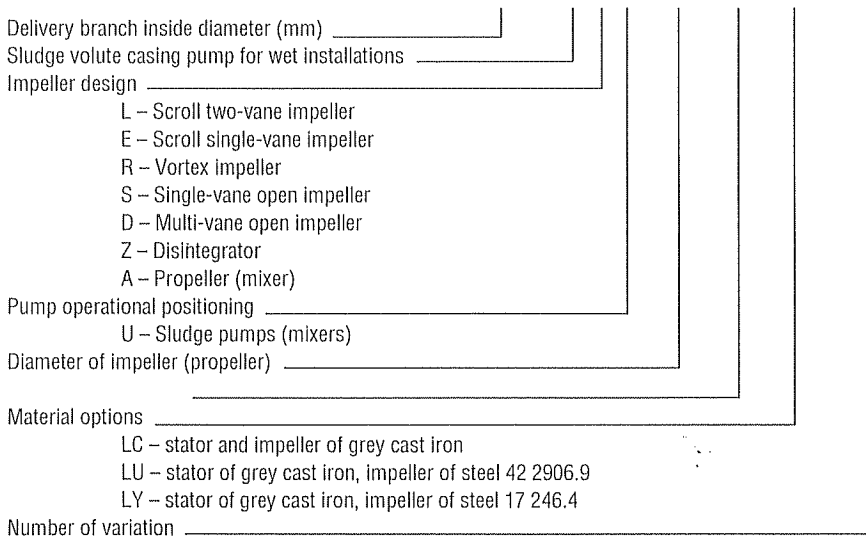 Delivery branch inside diameter (mm)
Sludge volute casing pump for wet installations
Impeller design
L – Scroll two-vane impeller
E – Scroll single-vane impeller
R – Vortex impeller
S – Single-vane open impeller
D – Multi-vane open impeller
Z – Disintegrator
A – Propeller (mixer)
Pump operational positioning
U – Sludge pumps (mixers)
Diameter of impeller (propeller)
Material options
LC – stator and impeller of grey cast iron
LU – stator of grey cast iron, impeller of steel 42 2906.9
LY – stator of grey cast iron, impeller of steel 17 246.4
Number of variation